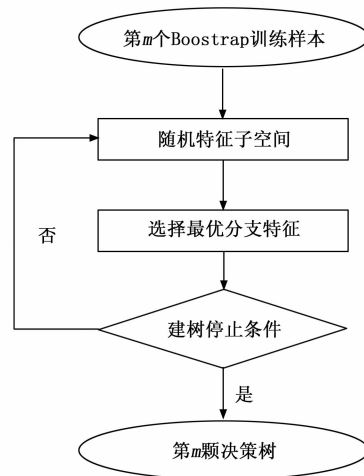 第m个Boostrap训练样本
随机特征子空间
选择最优分支特征
否
建树停止条件
是
第m颗决策树